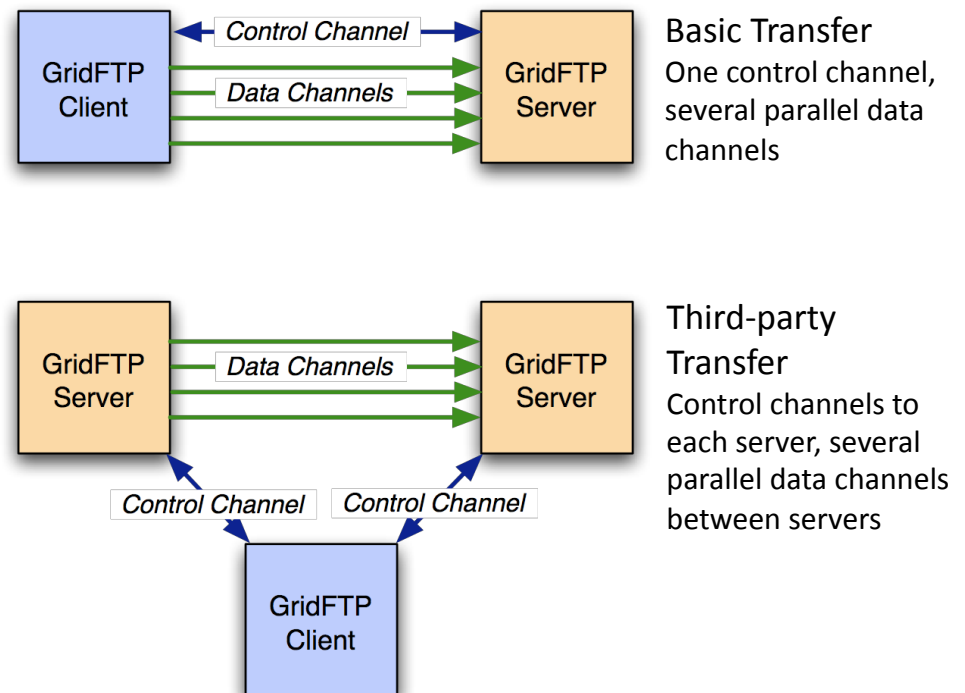 Control Channel
GridFTP
Client
Data Channels
GridFTP
Server
Basic Transfer
One control channel,
several parallel data
channels
GridFTP
Server
Data Channels
GridFTP
Server
Control Channel
Control Channel
GridFTP
Client
Third-party
Transfer
Control channels to
each server, several
parallel data channels
between servers